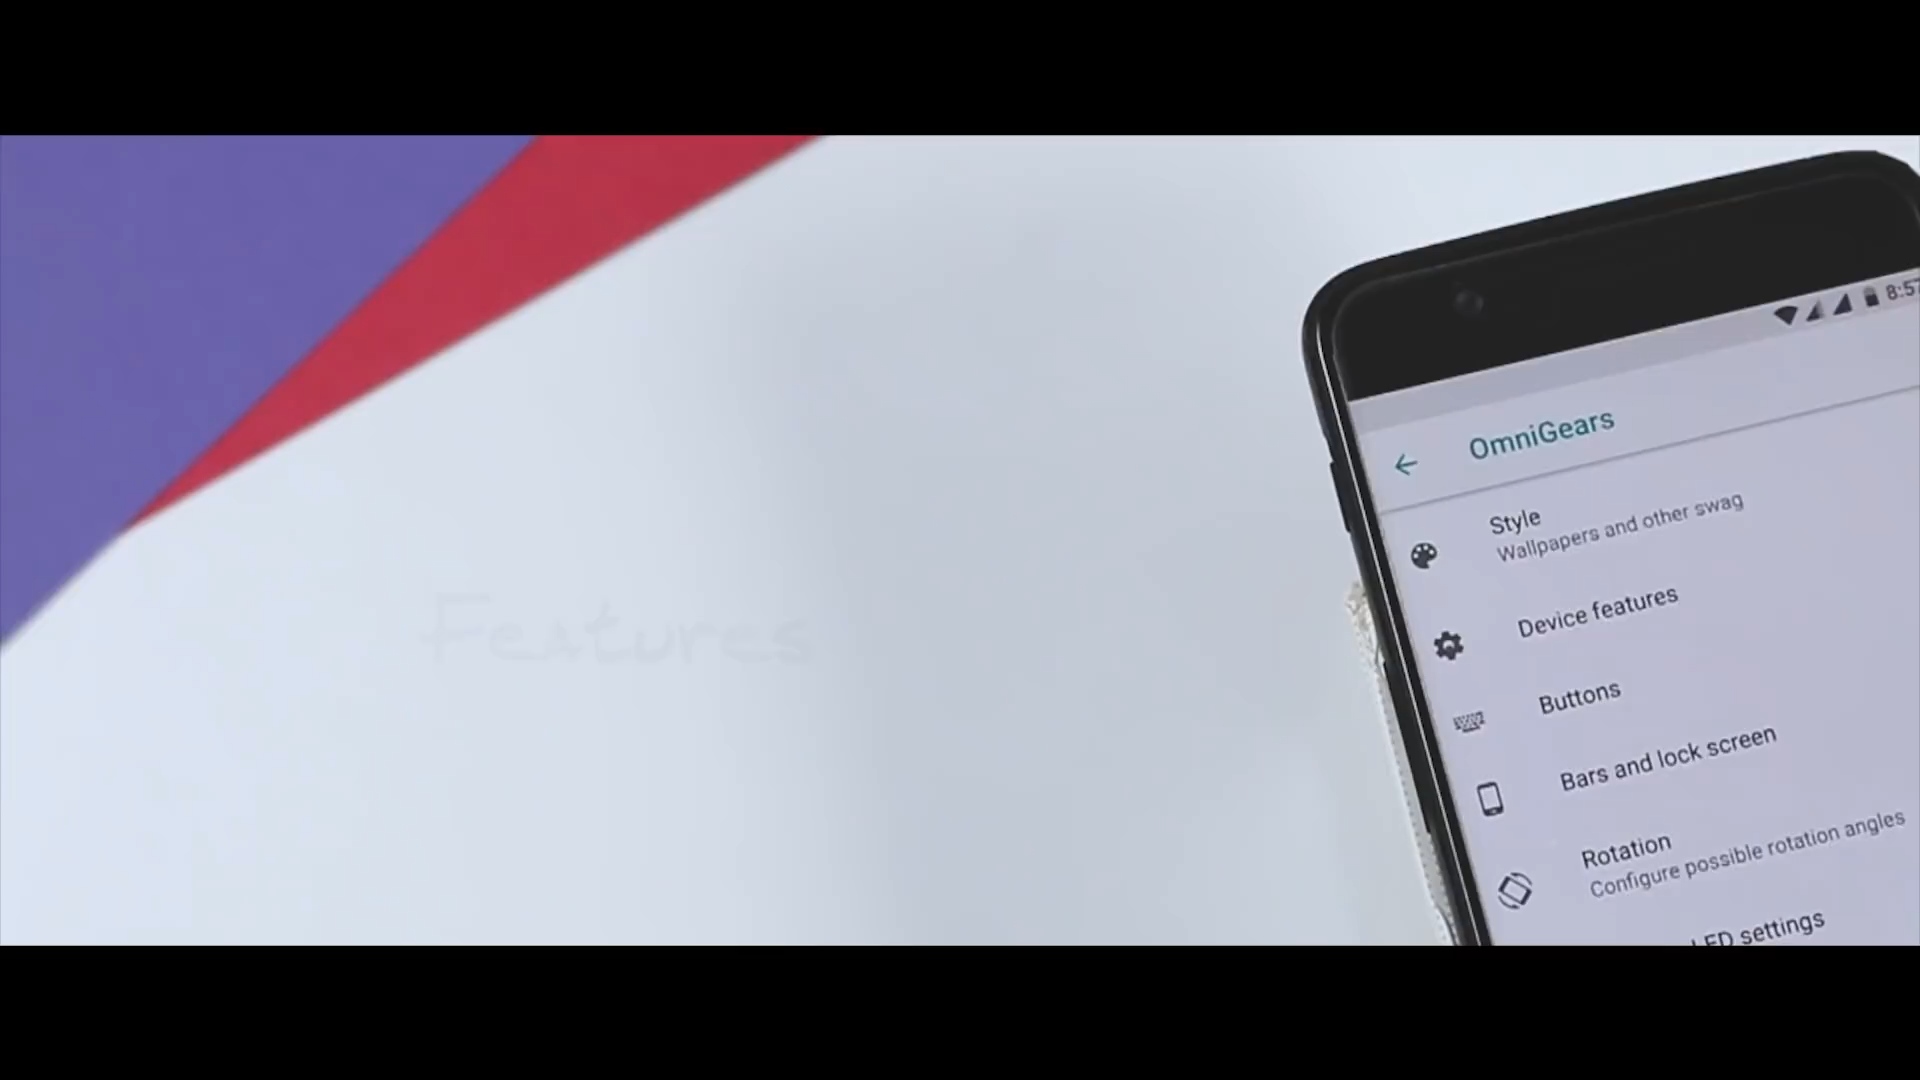 8:57
OmniGears
Style
Wallpapers and other swag
Device features
Features
Buttons
Bars and lock screen
Rotation
Configure possible rotation angles
LED settings